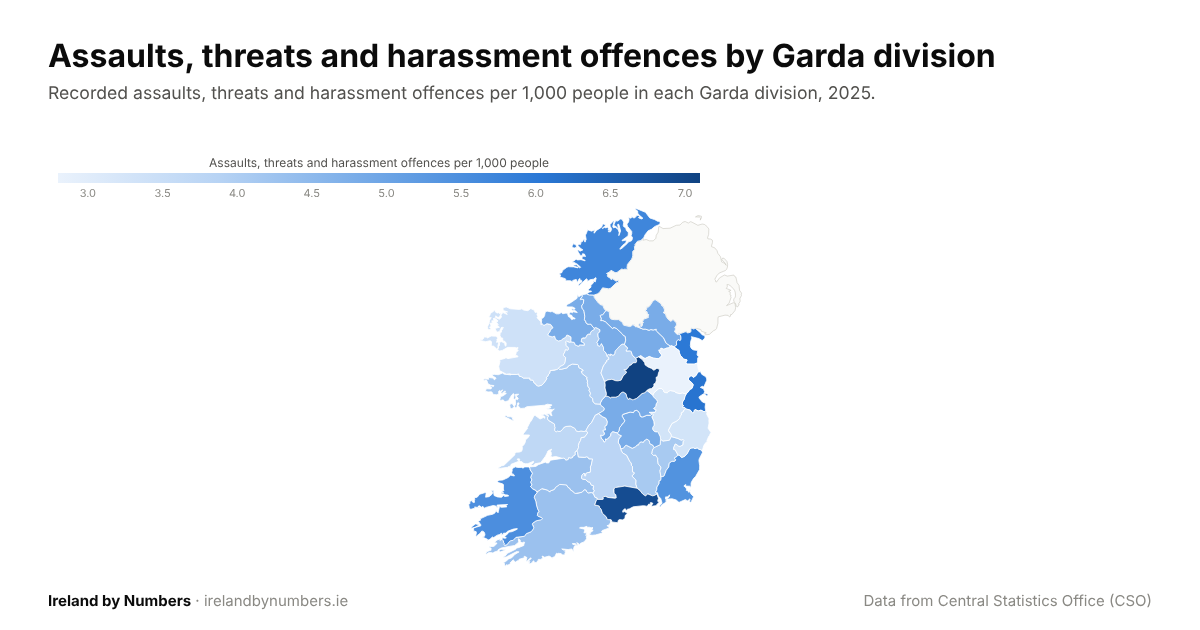 Assaults, threats and harassment offences by Garda division
Recorded assaults, threats and harassment offences per 1,000 people in each Garda division, 2025.
Assaults, threats and harassment offences per 1,000 people
3.0 3.5 4.0 4.5 5.0 5.5 6.0 6.5 7.0
Ireland by Numbers · irelandbynumbers.ie
Data from Central Statistics Office (CSO)